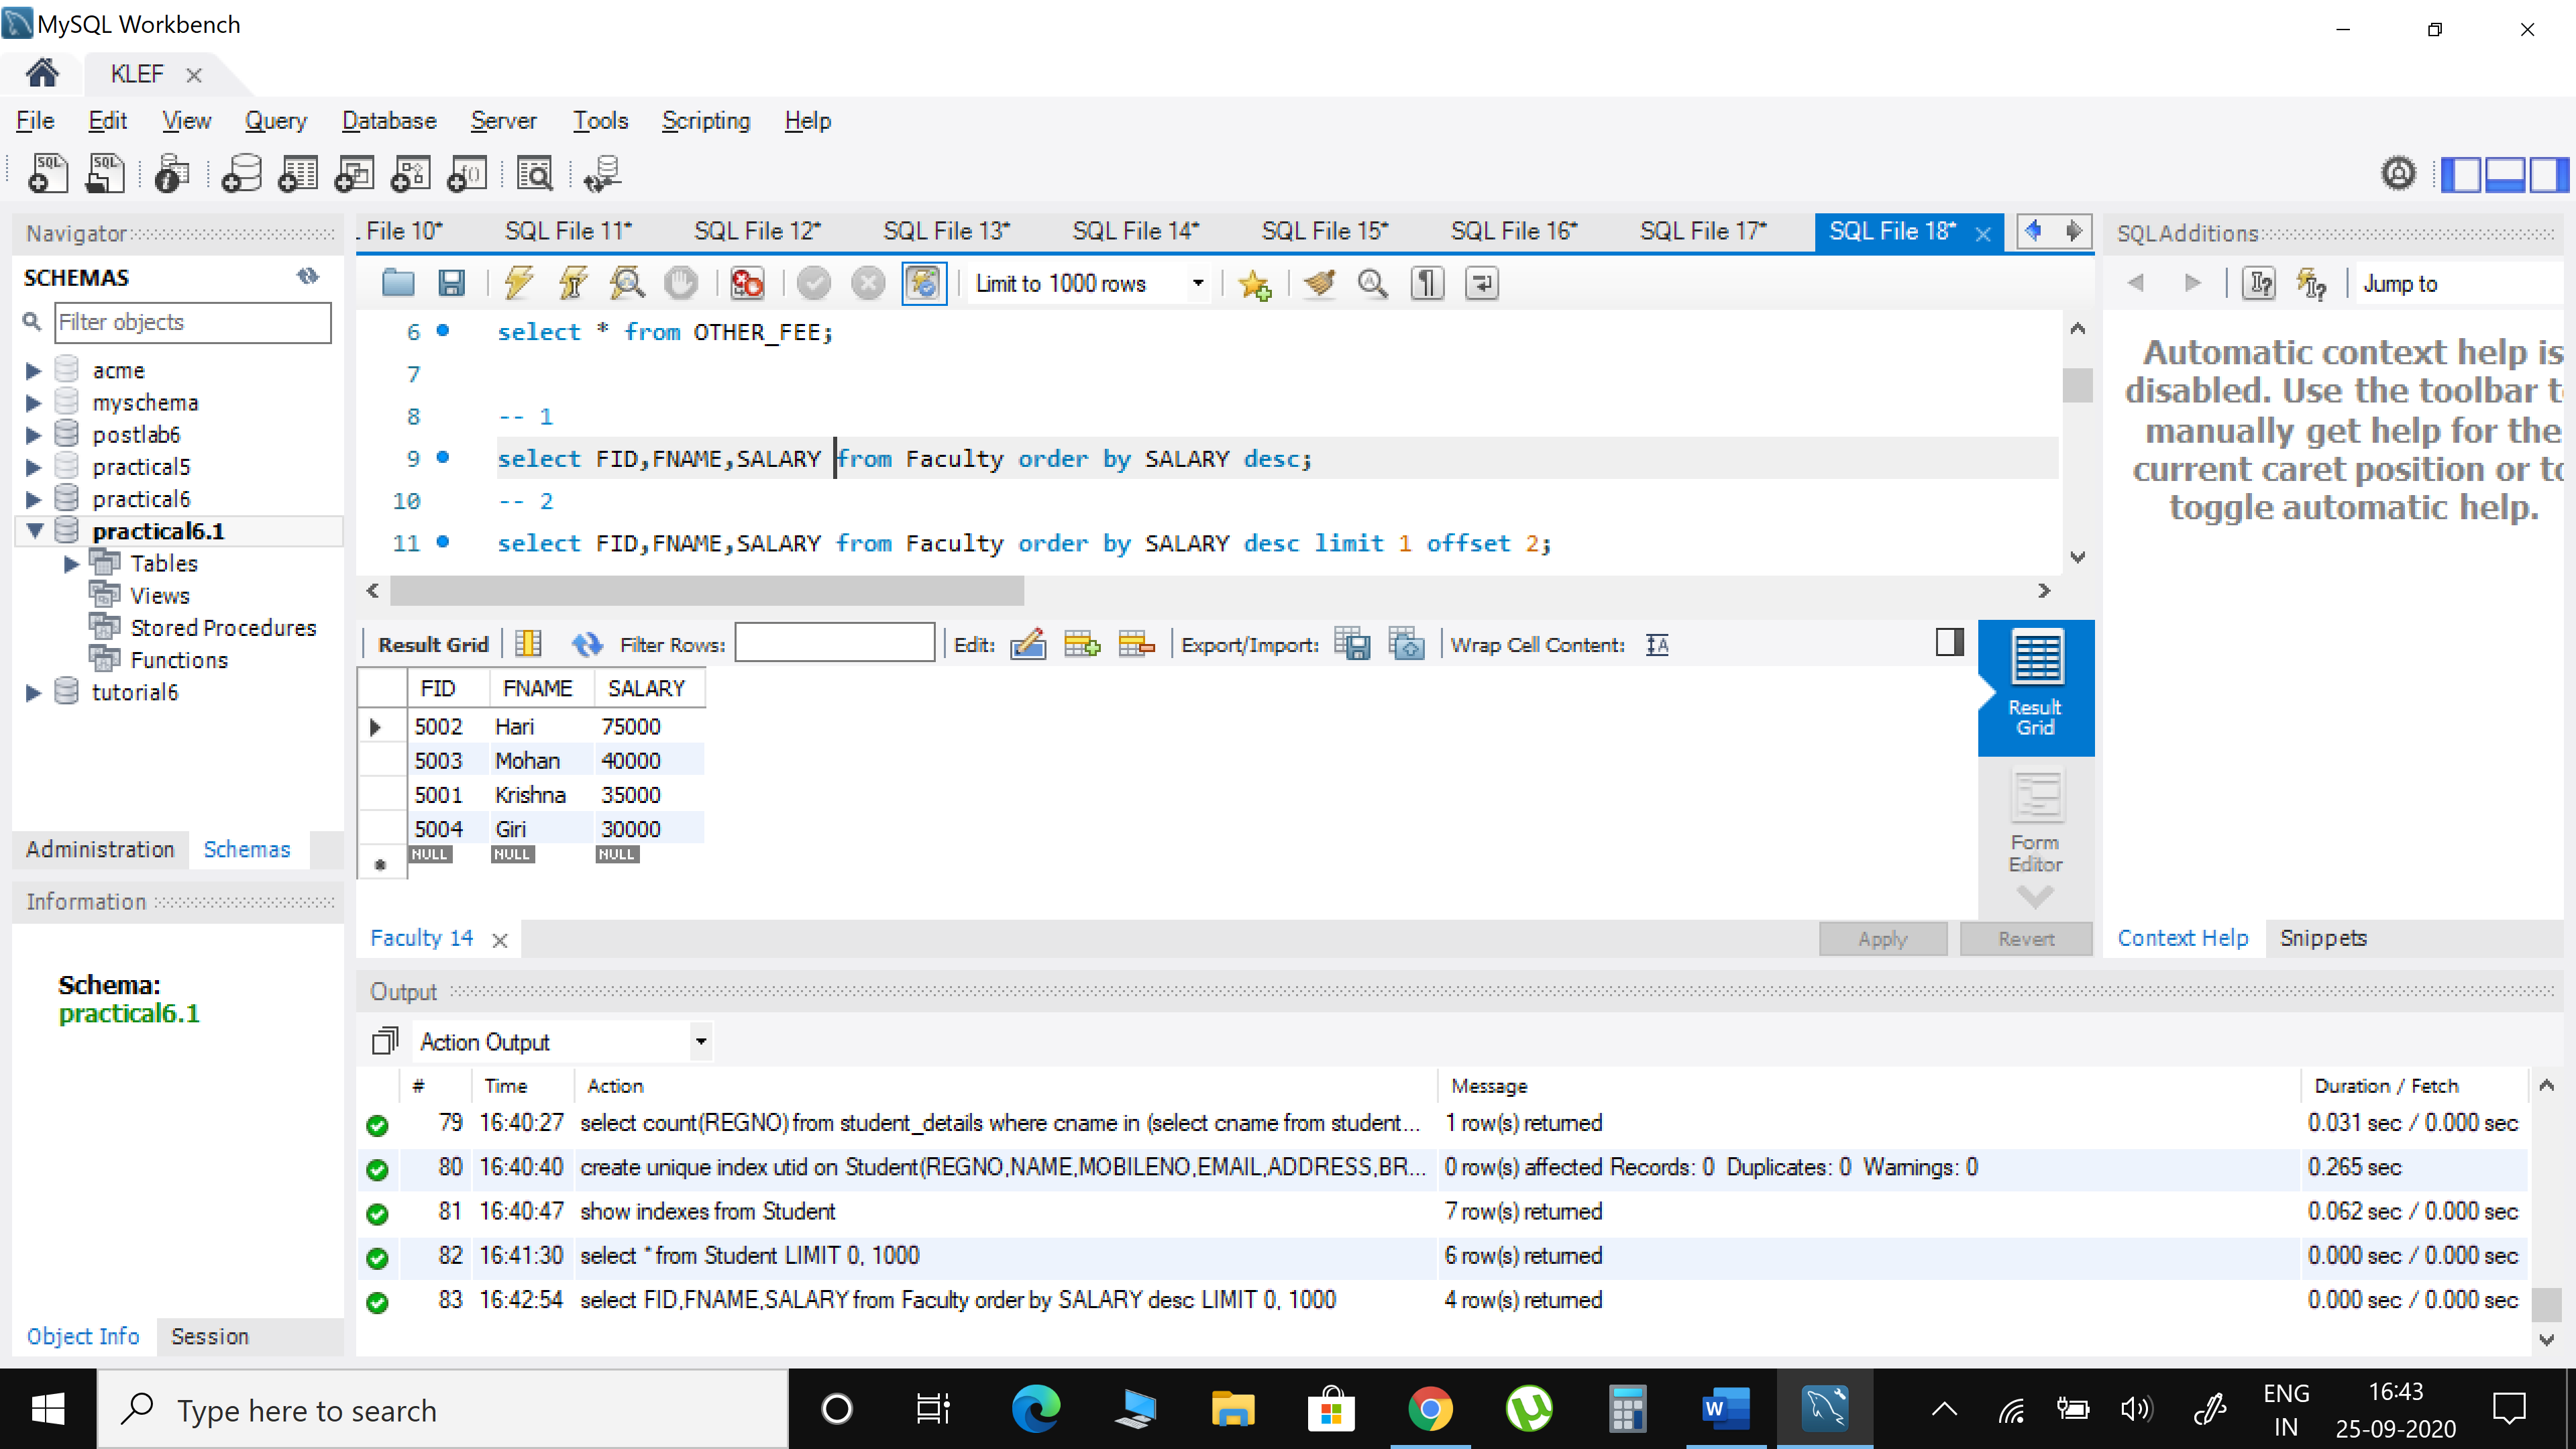 MySQL Workbench
KLEF
File Edit View Query Database Server Tools Scripting Help
Navigator
SCHEMAS
Filter objects
acme
myschema
postlab6
practical5
practical6
practical6.1
Tables
Views
Stored Procedures
Functions
tutorial6
Administration Schemas
Information
Schema:
practical6.1
Object Info Session
File 10* SQL File 11* SQL File 12* SQL File 13* SQL File 14* SQL File 15* SQL File 16* SQL File 17* SQL File 18*
Limit to 1000 rows
6 select * from OTHER_FEE;
7
8 -- 1
9 select FID,FNAME,SALARY from Faculty order by SALARY desc;
10 -- 2
11 select FID,FNAME,SALARY from Faculty order by SALARY desc limit 1 offset 2;
Result Grid Filter Rows: Edit: Export/Import: Wrap Cell Content:
FID FNAME SALARY
5002 Hari 75000
5003 Mohan 40000
5001 Krishna 35000
5004 Giri 30000
NULL NULL NULL
Result
Grid
Form
Editor
Faculty 14
Apply Revert
SQLAdditions
Jump to
Automatic context help is
disabled. Use the toolbar t
manually get help for the
current caret position or to
toggle automatic help.
Context Help Snippets
Output
Action Output
# Time Action Message Duration / Fetch
79 16:40:27 select count(REGNO) from student_details where cname in (select cname from student... 1 row(s) returned 0.031 sec / 0.000 sec
80 16:40:40 create unique index utid on Student(REGNO,NAME,MOBILENO,EMAIL,ADDRESS,BR... 0 row(s) affected Records: 0 Duplicates: 0 Warnings: 0 0.265 sec
81 16:40:47 show indexes from Student 7 row(s) returned 0.062 sec / 0.000 sec
82 16:41:30 select * from Student LIMIT 0, 1000 6 row(s) returned 0.000 sec / 0.000 sec
83 16:42:54 select FID,FNAME,SALARY from Faculty order by SALARY desc LIMIT 0, 1000 4 row(s) returned 0.000 sec / 0.000 sec
Type here to search
ENG
IN
16:43
25-09-2020